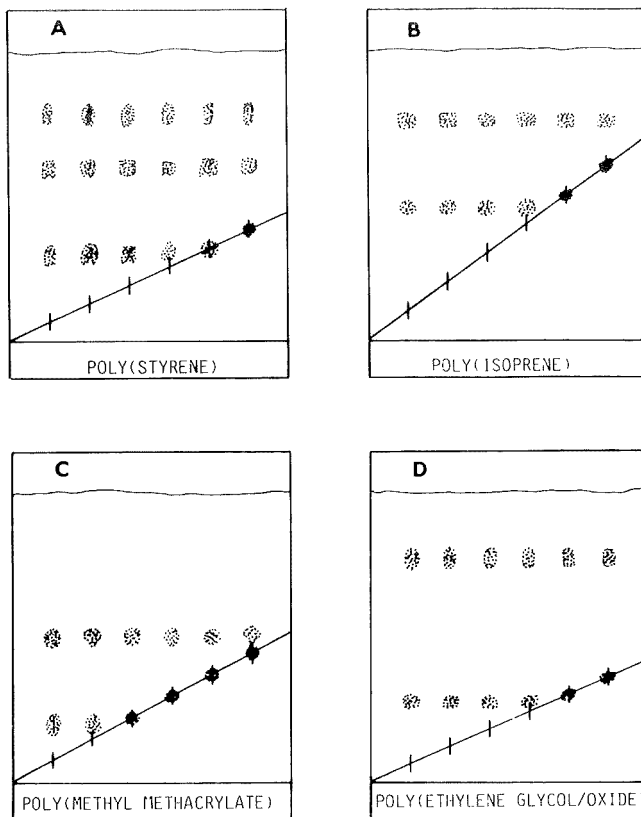 A
B
POLY(STYRENE)
POLY(ISOPRENE)
C
D
POLY(METHYL METHACRYLATE)
POLY(ETHYLENE GLYCOL/OXIDE